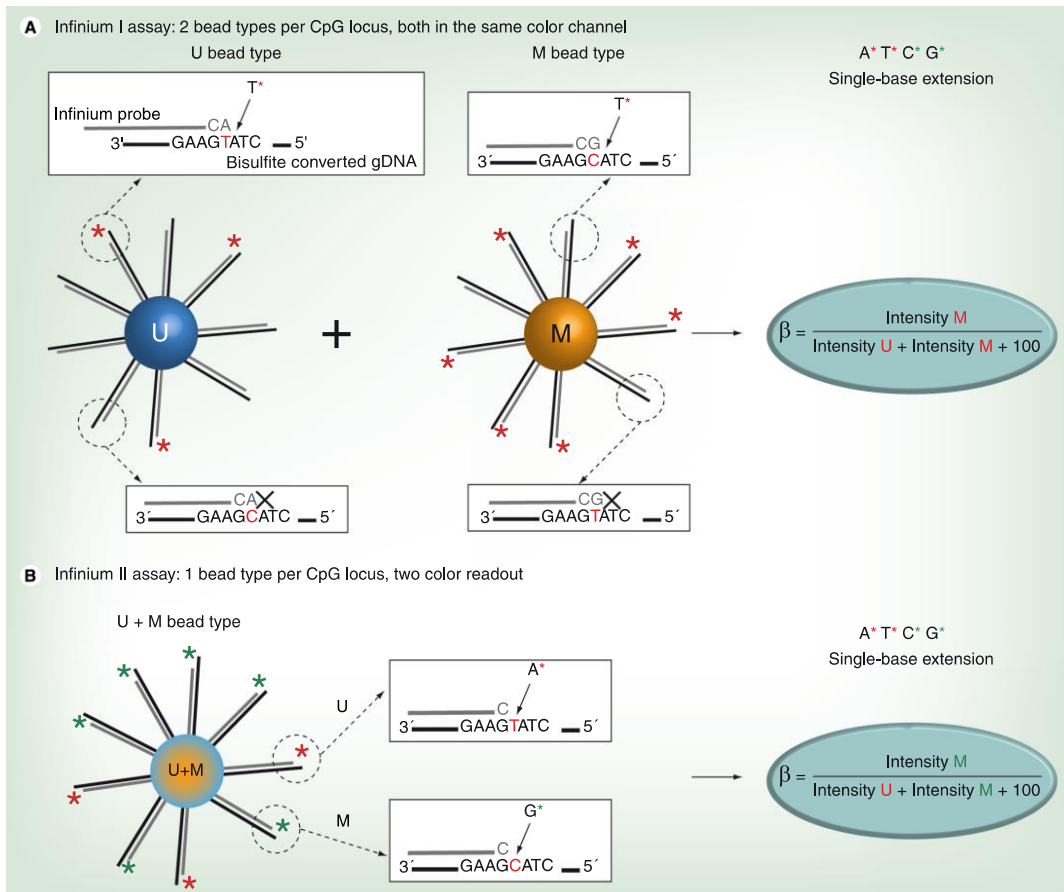 A Infinium I assay: 2 bead types per CpG locus, both in the same color channel
U bead type
M bead type
A* T* C* G*
Single-base extension
T*
Infinium probe
CA
3' GAAGTATC 5'
Bisulfite converted gDNA
T*
CG
3´ GAAGCATC 5´
*
*
*
U
+
*
*
*
M
*
*
*
β = Intensity M
Intensity U + Intensity M + 100
CA X
3´ GAAGCATC 5´
CG X
3´ GAAGTATC 5´
B Infinium II assay: 1 bead type per CpG locus, two color readout
U + M bead type
A* T* C* G*
Single-base extension
*
*
*
*
*
*
U+M
*
*
*
U
A*
C
3´ GAAGTATC 5´
M
G*
C
3´ GAAGCATC 5´
β = Intensity M
Intensity U + Intensity M + 100